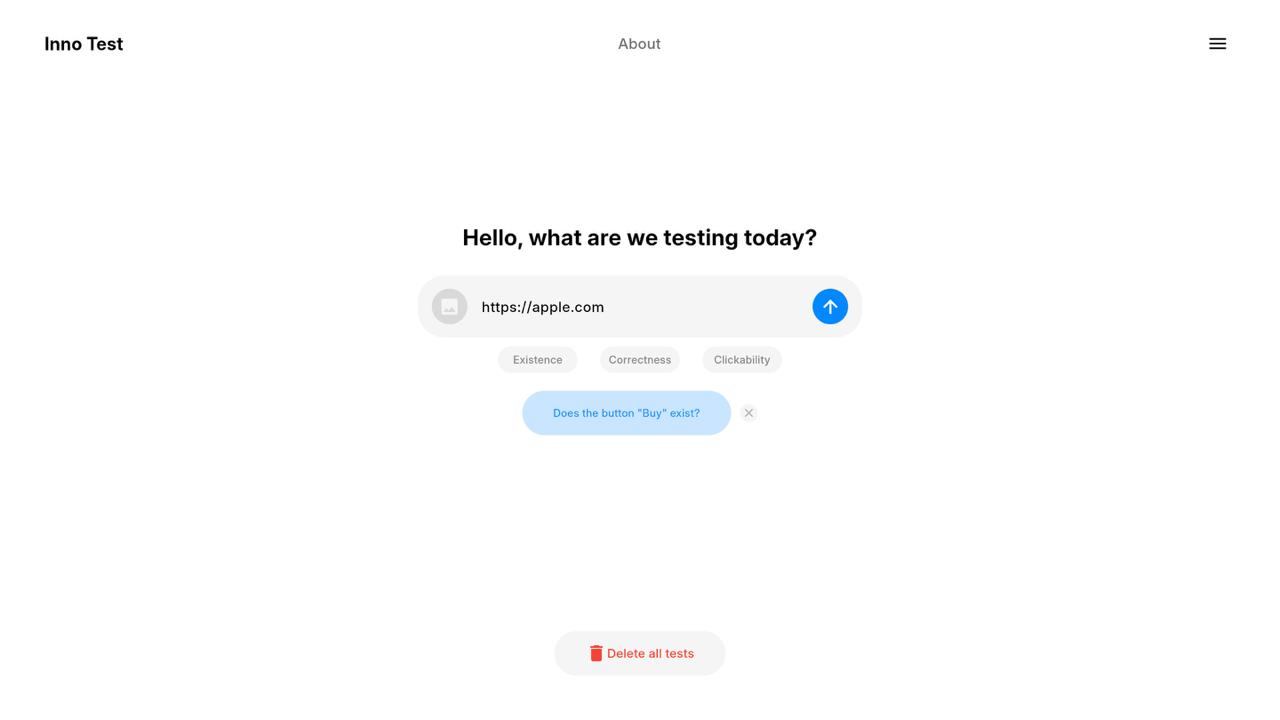 Inno Test
About
Hello, what are we testing today?
https://apple.com
Existence
Correctness
Clickability
Does the button "Buy" exist?
Delete all tests